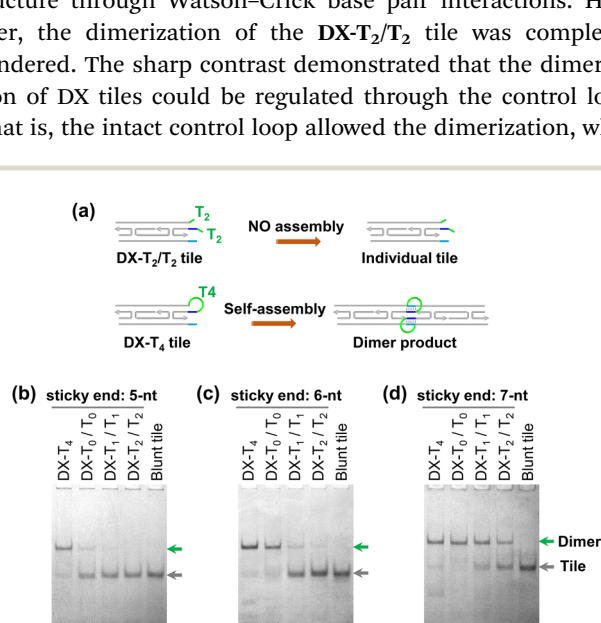 ucture through Watson–Crick base pair interactions. H
er, the dimerization of the DX-T₂/T₂ tile was comple
ndered. The sharp contrast demonstrated that the dimer
on of DX tiles could be regulated through the control lo
hat is, the intact control loop allowed the dimerization, wh
(a)
T₂
T₂
NO assembly
DX-T₂/T₂ tile
Individual tile
T4
Self-assembly
DX-T₄ tile
Dimer product
(b) sticky end: 5-nt
(c) sticky end: 6-nt
(d) sticky end: 7-nt
DX-T₄
DX-T₀ / T₀
DX-T₁ / T₁
DX-T₂ / T₂
Blunt tile
DX-T₄
DX-T₀ / T₀
DX-T₁ / T₁
DX-T₂ / T₂
Blunt tile
DX-T₄
DX-T₀ / T₀
DX-T₁ / T₁
DX-T₂ / T₂
Blunt tile
Dimer
Tile